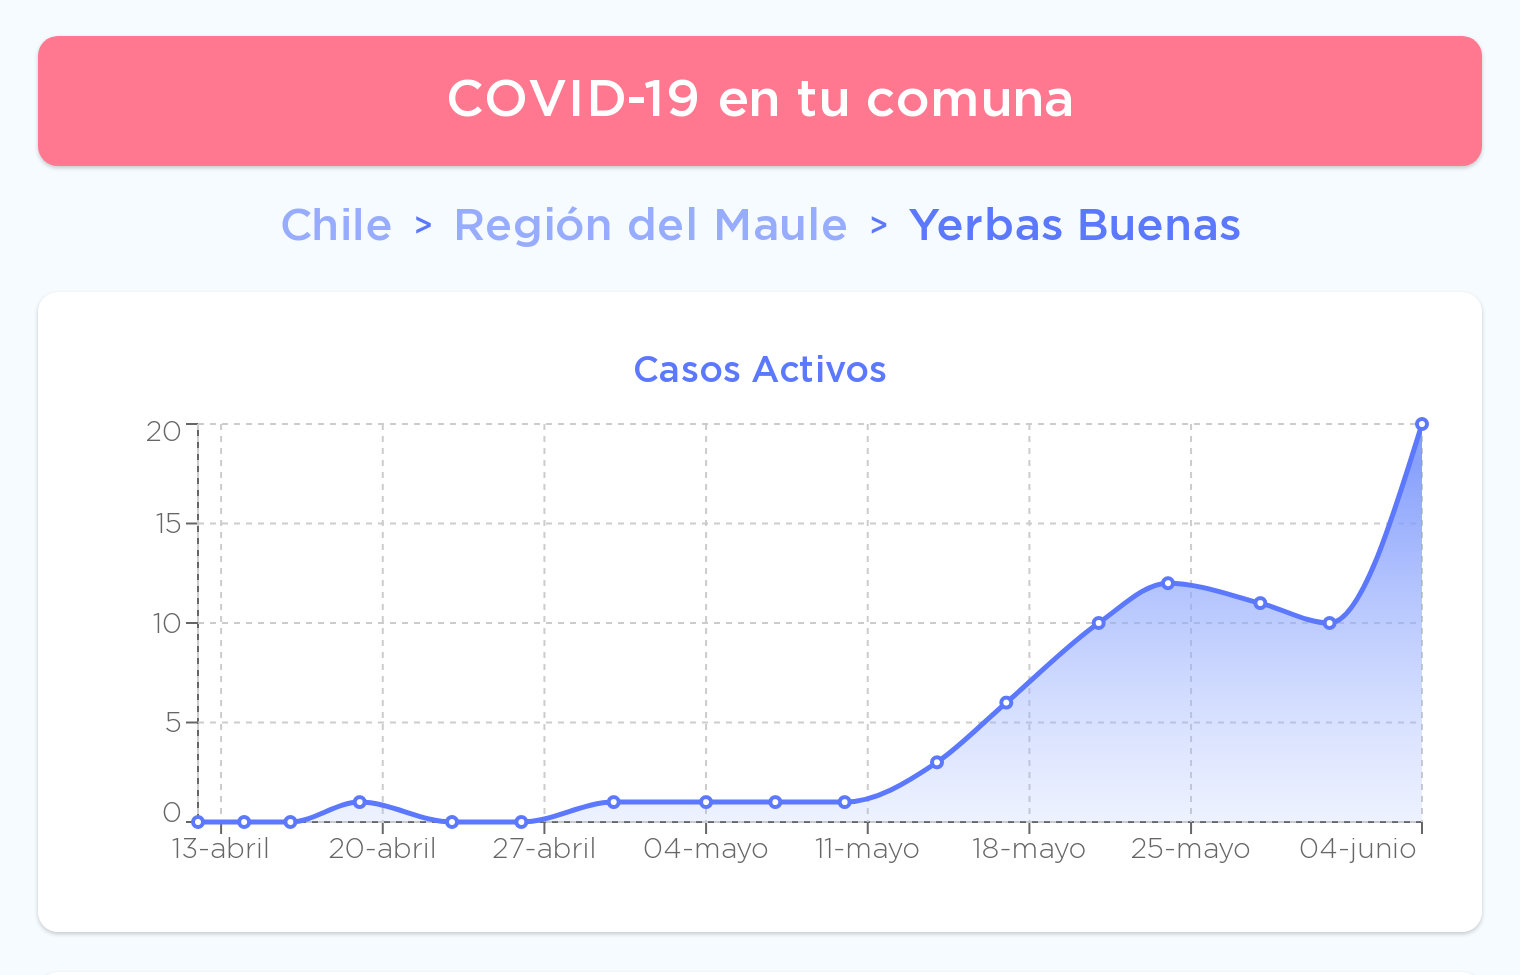 COVID-19 en tu comuna
Chile > Región del Maule > Yerbas Buenas
Casos Activos
20
15
10
5
0
13-abril 20-abril 27-abril 04-mayo 11-mayo 18-mayo 25-mayo 04-junio